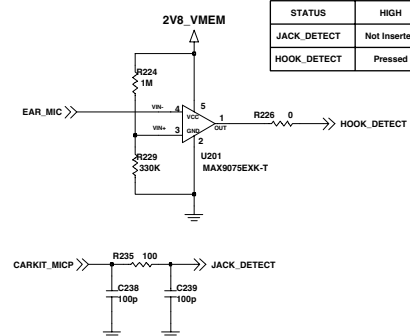 2V8_VMEM
STATUS HIGH
JACK_DETECT Not Inserte
HOOK_DETECT Pressed
R224
1M
EAR_MIC
VIN- 4
5
VCC
1
OUT
R226 0
HOOK_DETECT
VIN+ 3
GND
2
R229
330K
U201
MAX9075EXK-T
CARKIT_MICP
R235 100
JACK_DETECT
C238
100p
C239
100p